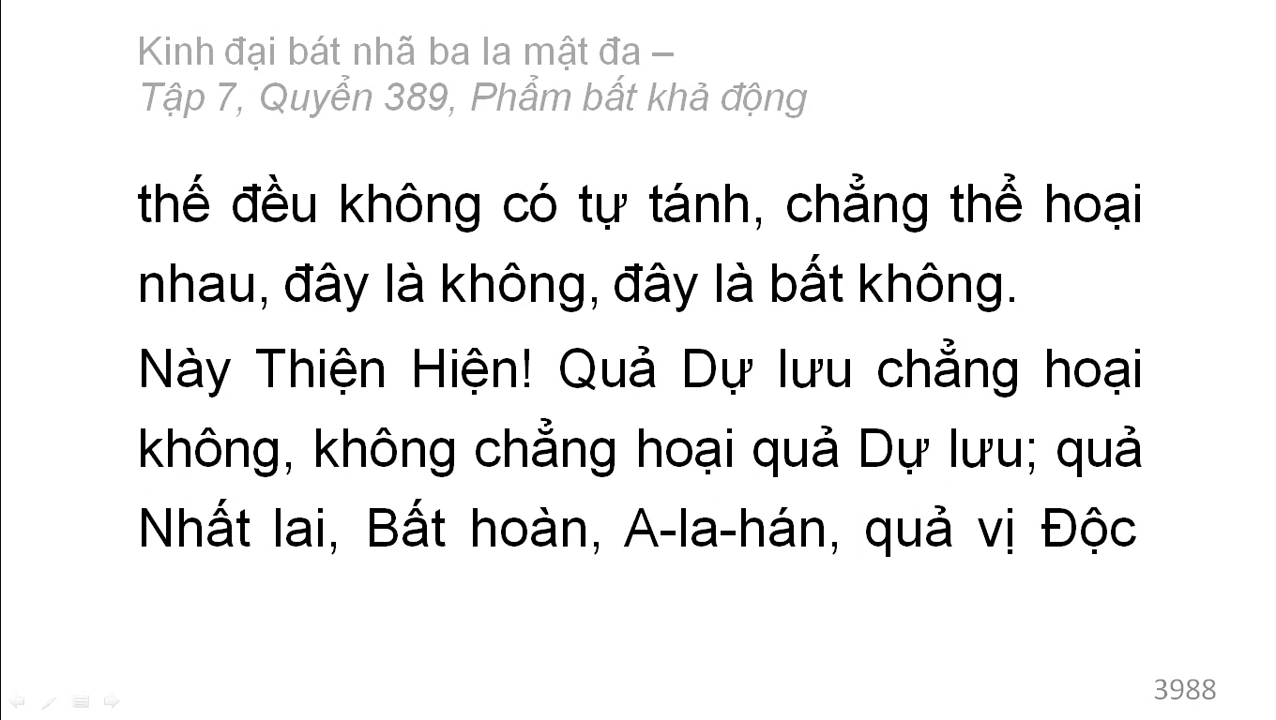 Kinh đại bát nhã ba la mật đa –
Tập 7, Quyển 389, Phẩm bất khả động
thế đều không có tự tánh, chẳng thể hoại
nhau, đây là không, đây là bất không.
Này Thiện Hiện! Quả Dự lưu chẳng hoại
không, không chẳng hoại quả Dự lưu; quả
Nhất lai, Bất hoàn, A-la-hán, quả vị Độc
3988